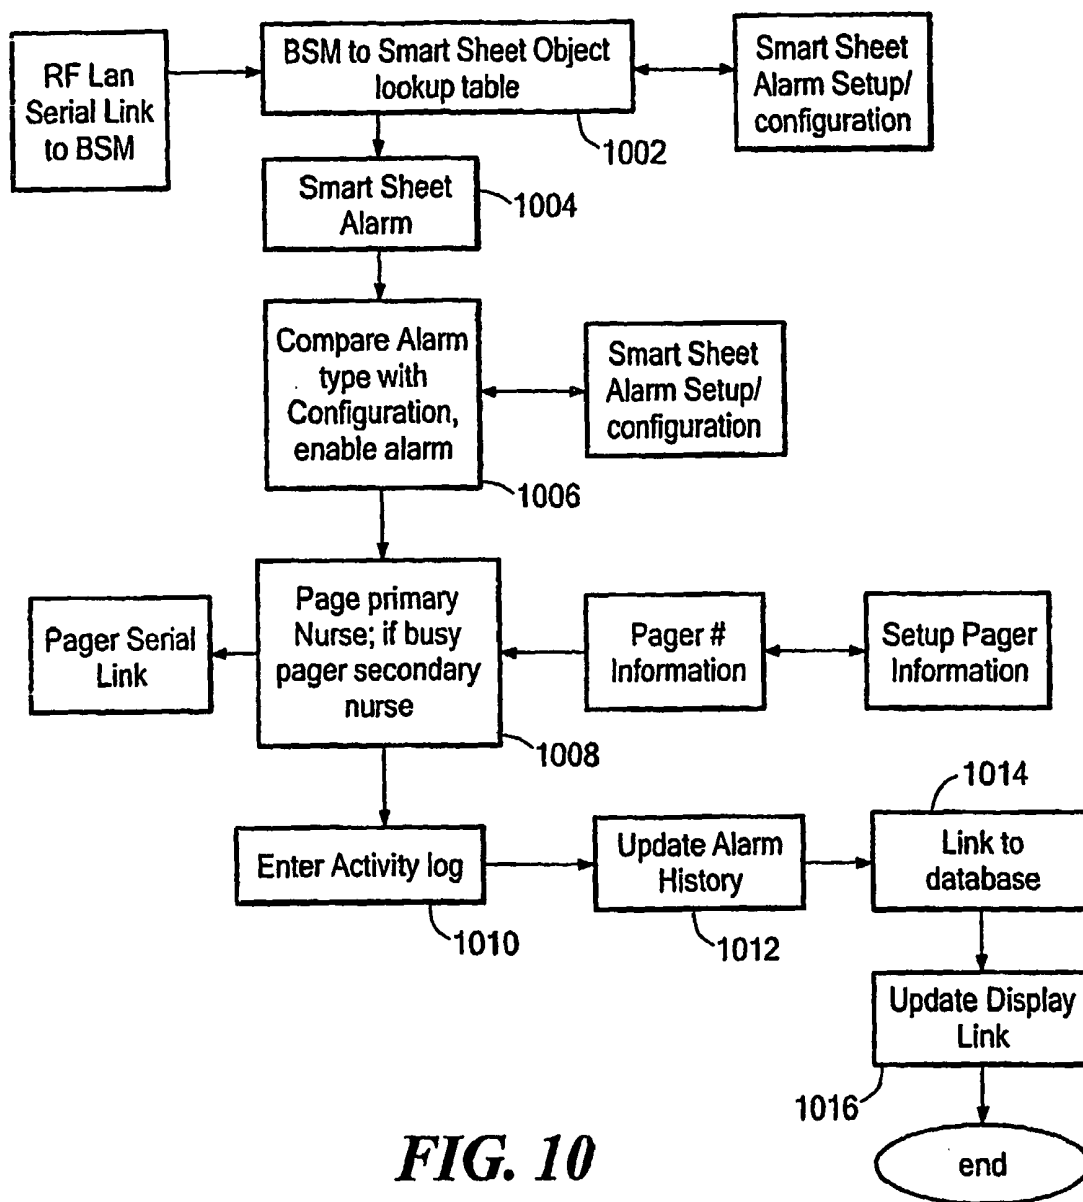 RF Lan
Serial Link
to BSM
BSM to Smart Sheet Object
lookup table
1002
Smart Sheet
Alarm Setup/
configuration
Smart Sheet
Alarm
1004
Compare Alarm
type with
Configuration,
enable alarm
1006
Smart Sheet
Alarm Setup/
configuration
Pager Serial
Link
Page primary
Nurse; if busy
pager secondary
nurse
1008
Pager #
Information
Setup Pager
Information
Enter Activity log
1010
Update Alarm
History
1012
1014
Link to
database
Update Display
Link
1016
end
FIG. 10